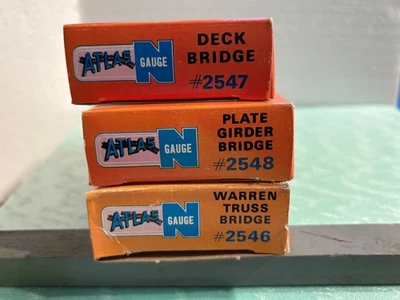 DECK
BRIDGE
ATLAS N GAUGE
#2547
PLATE
GIRDER
BRIDGE
ATLAS N GAUGE
#2548
WARREN
TRUSS
BRIDGE
ATLAS N GAUGE
#2546